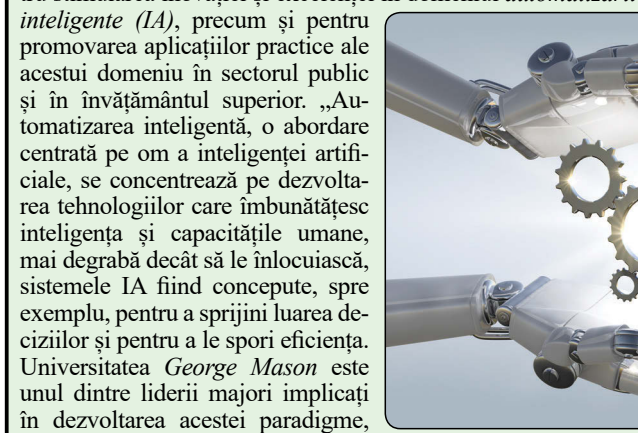 inteligente (IA), precum și pentru
promovarea aplicațiilor practice ale
acestui domeniu în sectorul public
și în învățământul superior. „Au-
tomatizarea inteligentă, o abordare
centrată pe om a inteligenței artifi-
ciale, se concentrează pe dezvolta-
rea tehnologiilor care îmbunătățesc
inteligența și capacitățile umane,
mai degrabă decât să le înlocuiască,
sistemele IA fiind concepute, spre
exemplu, pentru a sprijini luarea de-
ciziilor și pentru a le spori eficiența.
Universitatea George Mason este
unul dintre liderii majori implicați
în dezvoltarea acestei paradigme,